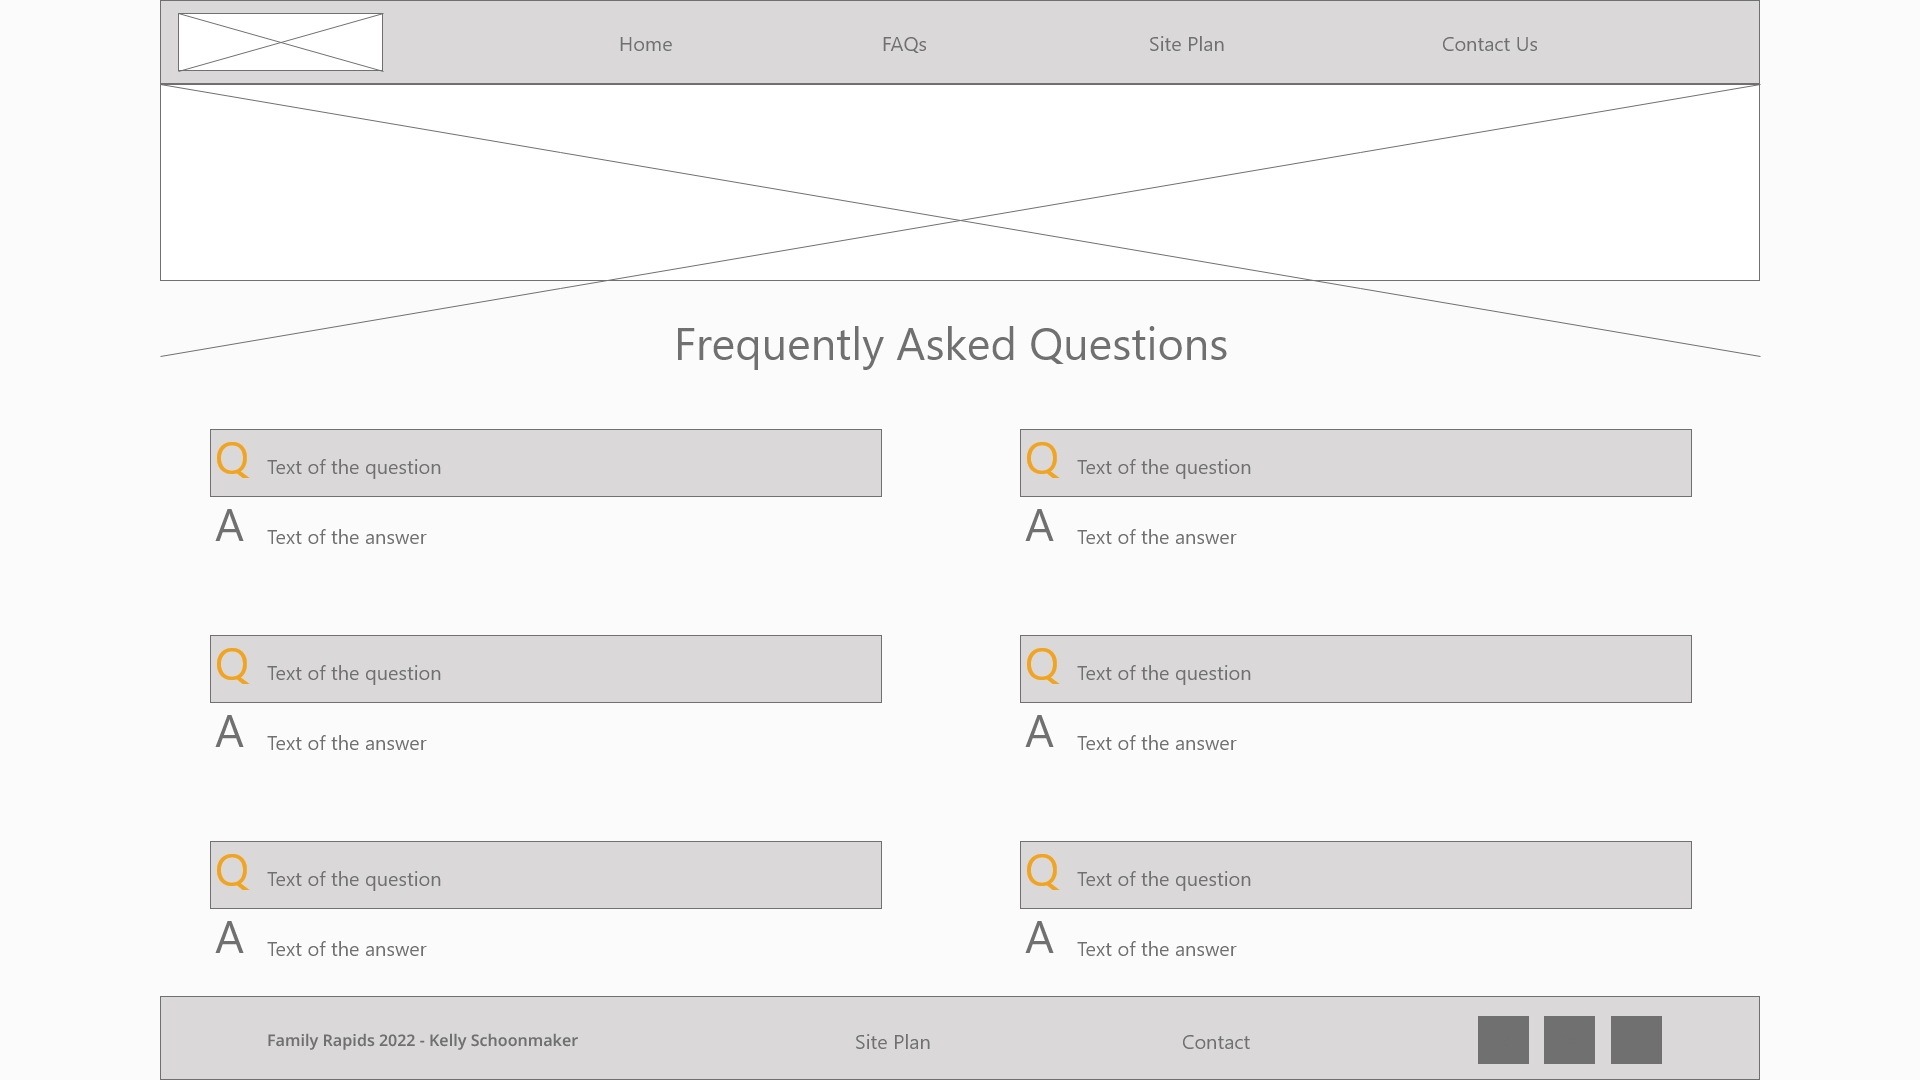 Home
FAQs
Site Plan
Contact Us
Frequently Asked Questions
Q Text of the question
A Text of the answer
Q Text of the question
A Text of the answer
Q Text of the question
A Text of the answer
Q Text of the question
A Text of the answer
Q Text of the question
A Text of the answer
Q Text of the question
A Text of the answer
Family Rapids 2022 - Kelly Schoonmaker
Site Plan
Contact